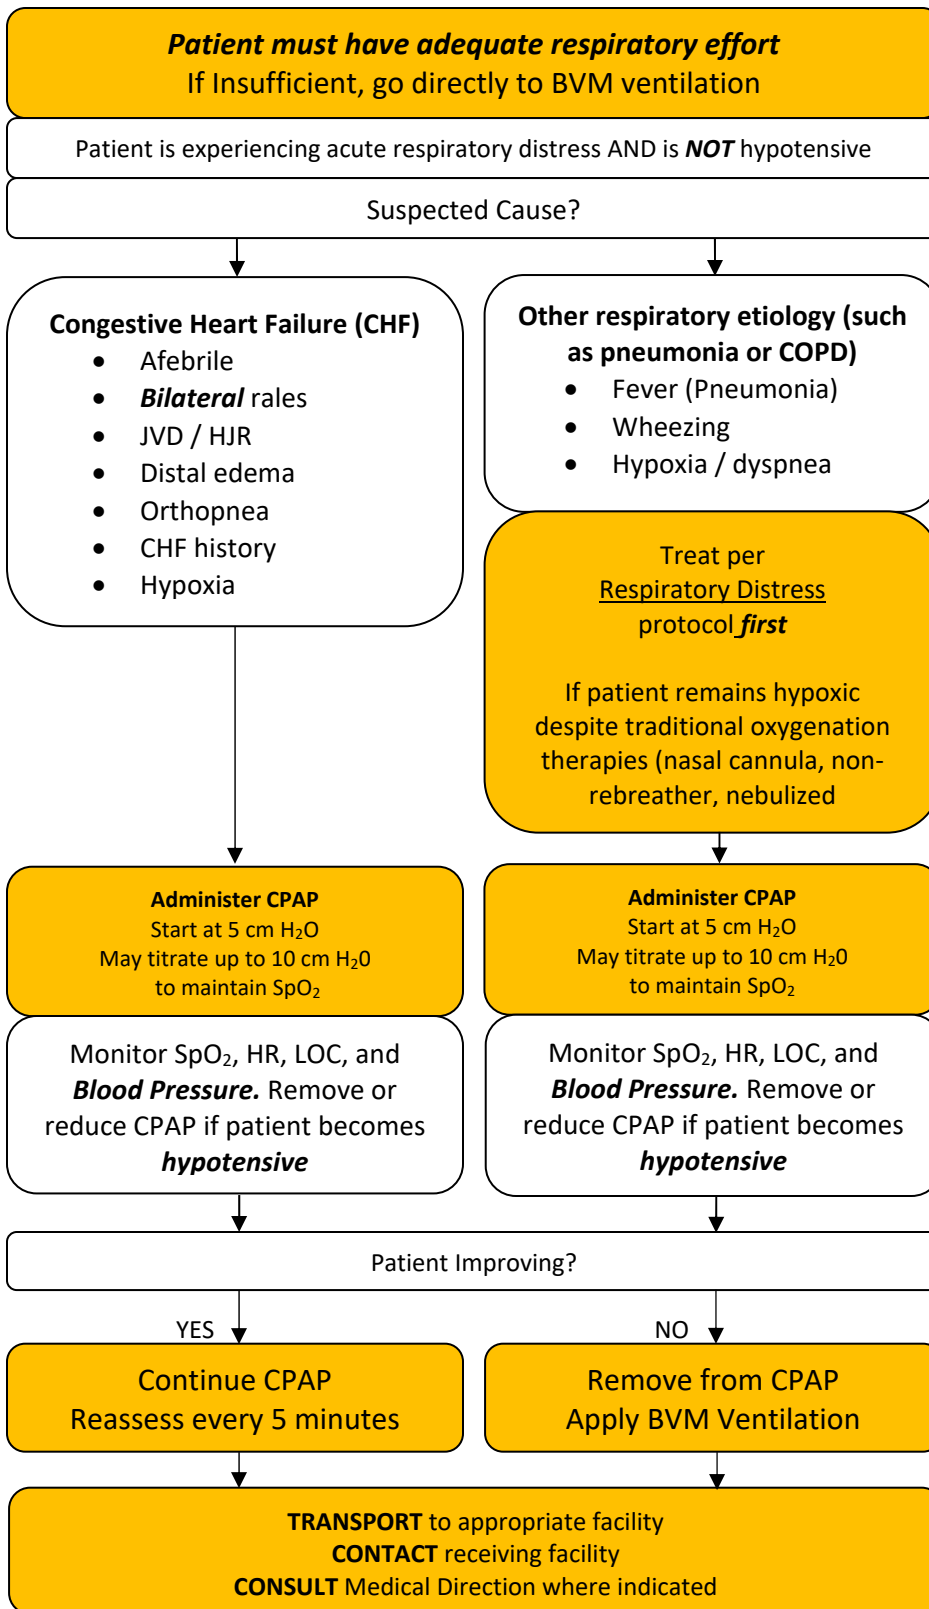 Patient must have adequate respiratory effort
If Insufficient, go directly to BVM ventilation
Patient is experiencing acute respiratory distress AND is NOT hypotensive
Suspected Cause?
Congestive Heart Failure (CHF)
• Afebrile
• Bilateral rales
• JVD / HJR
• Distal edema
• Orthopnea
• CHF history
• Hypoxia
Other respiratory etiology (such
as pneumonia or COPD)
• Fever (Pneumonia)
• Wheezing
• Hypoxia / dyspnea
Treat per
Respiratory Distress
protocol first
If patient remains hypoxic
despite traditional oxygenation
therapies (nasal cannula, non-
rebreather, nebulized
Administer CPAP
Start at 5 cm H₂O
May titrate up to 10 cm H₂0
to maintain SpO₂
Administer CPAP
Start at 5 cm H₂O
May titrate up to 10 cm H₂0
to maintain SpO₂
Monitor SpO₂, HR, LOC, and
Blood Pressure. Remove or
reduce CPAP if patient becomes
hypotensive
Monitor SpO₂, HR, LOC, and
Blood Pressure. Remove or
reduce CPAP if patient becomes
hypotensive
Patient Improving?
YES
NO
Continue CPAP
Reassess every 5 minutes
Remove from CPAP
Apply BVM Ventilation
TRANSPORT to appropriate facility
CONTACT receiving facility
CONSULT Medical Direction where indicated